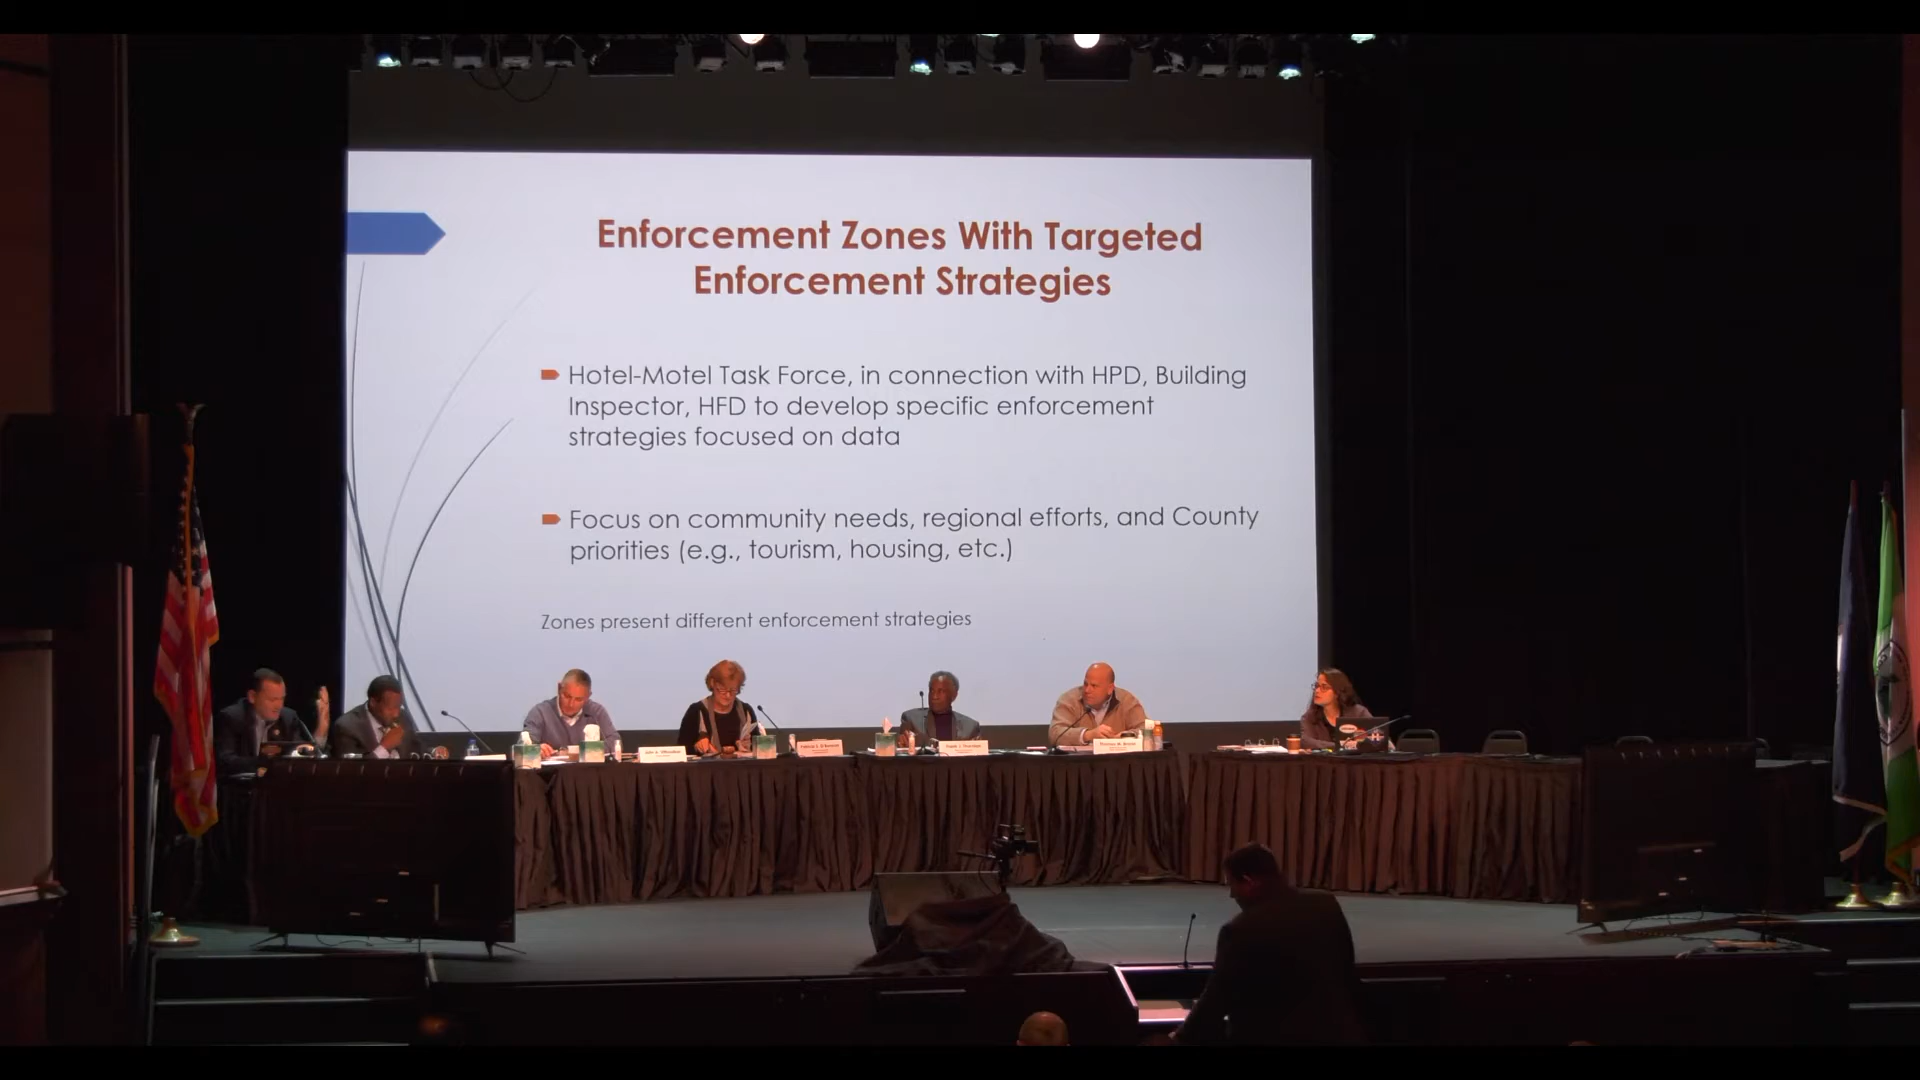 Enforcement Zones With Targeted
Enforcement Strategies
Hotel-Motel Task Force, in connection with HPD, Building
Inspector, HFD to develop specific enforcement
strategies focused on data
Focus on community needs, regional efforts, and County
priorities (e.g., tourism, housing, etc.)
Zones present different enforcement strategies